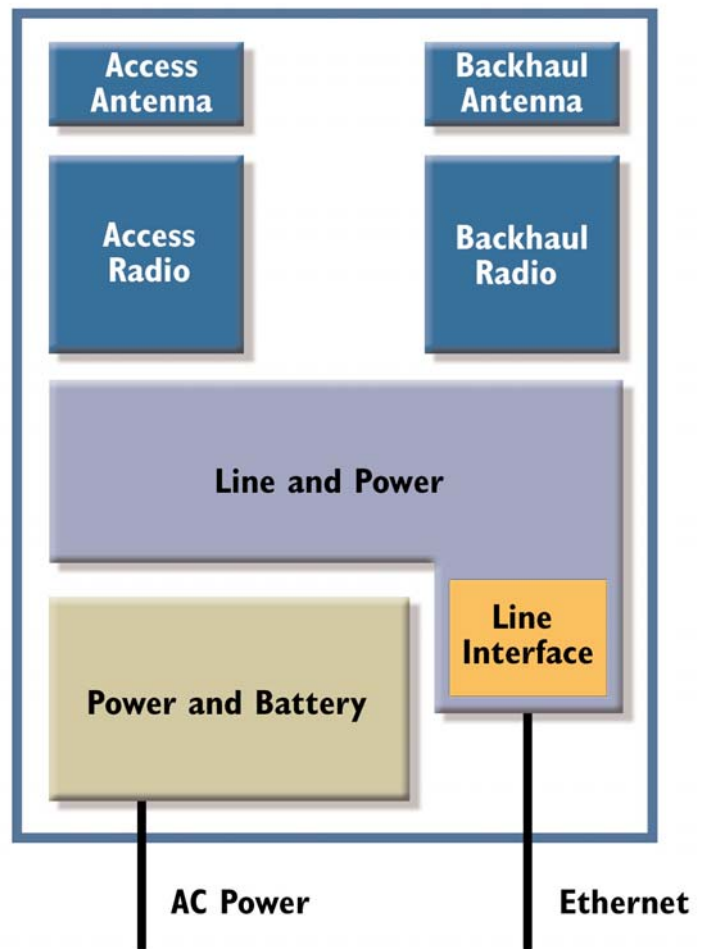 Access
Antenna
Backhaul
Antenna
Access
Radio
Backhaul
Radio
Line and Power
Line
Interface
Power and Battery
AC Power
Ethernet